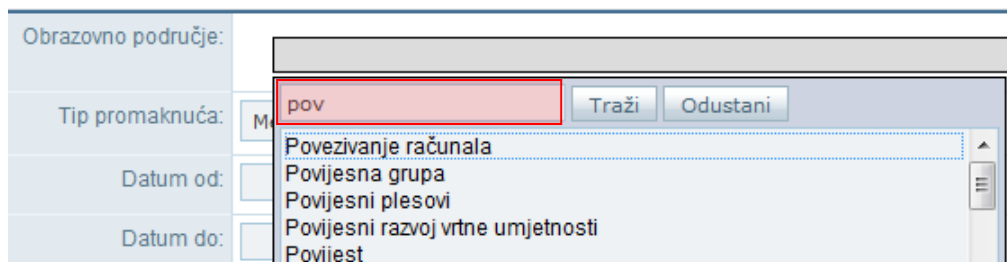 Obrazovno područje:
pov Traži Odustani
Tip promaknuća:
Povezivanje računala
Povijesna grupa
Datum od:
Povijesni plesovi
Povijesni razvoj vrtne umjetnosti
Datum do:
Povijest